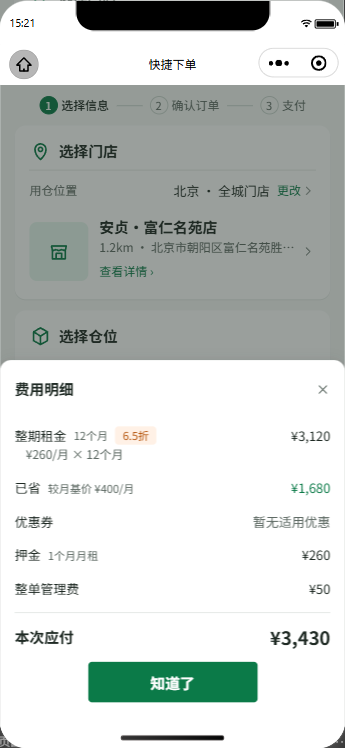 15:21
快捷下单
1 选择信息 2 确认订单 3 支付
选择门店
用仓位置 北京 · 全城门店 更改 >
安贞·富仁名苑店
1.2km · 北京市朝阳区富仁名苑胜… >
查看详情 ›
选择仓位
费用明细 ×
整期租金 12个月 6.5折 ¥3,120
¥260/月 × 12个月
已省 较月基价 ¥400/月 ¥1,680
优惠券 暂无适用优惠
押金 1个月月租 ¥260
整单管理费 ¥50
本次应付 ¥3,430
知道了